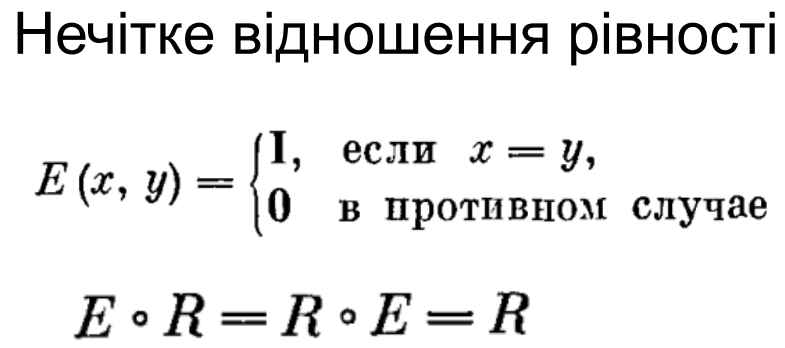 Нечітке відношення рівності
E (x, y) = { I, если x = y,
0 в противном случае
E ∘ R = R ∘ E = R